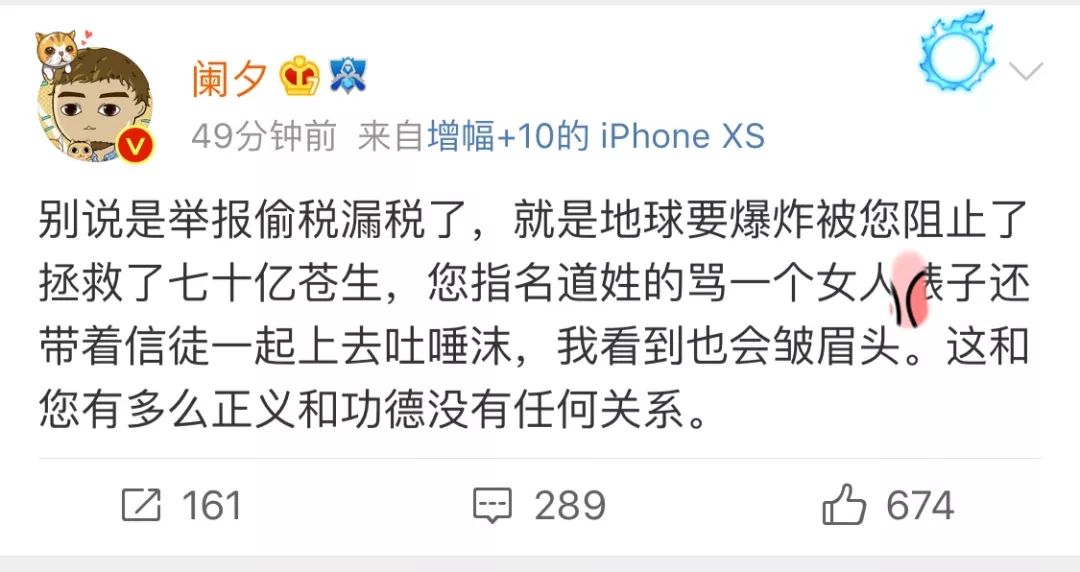 阑夕
49分钟前 来自增幅+10的 iPhone XS
别说是举报偷税漏税了，就是地球要爆炸被您阻止了
拯救了七十亿苍生，您指名道姓的骂一个女人子还
带着信徒一起上去吐唾沫，我看到也会皱眉头。这和
您有多么正义和功德没有任何关系。
161 289 674